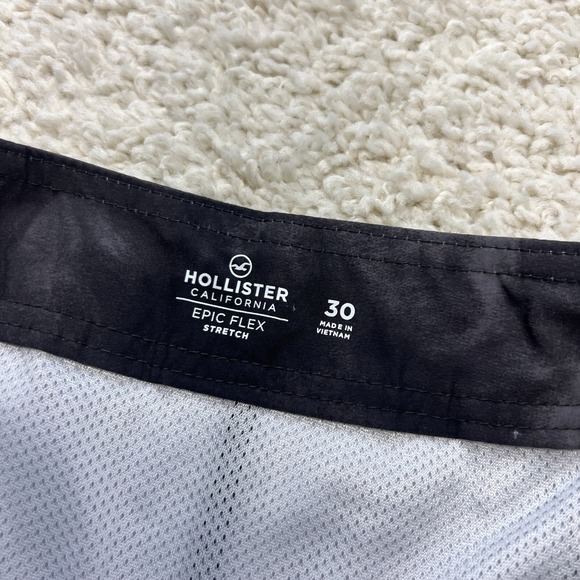 HOLLISTER
CALIFORNIA
EPIC FLEX
STRETCH
30
MADE IN
VIETNAM